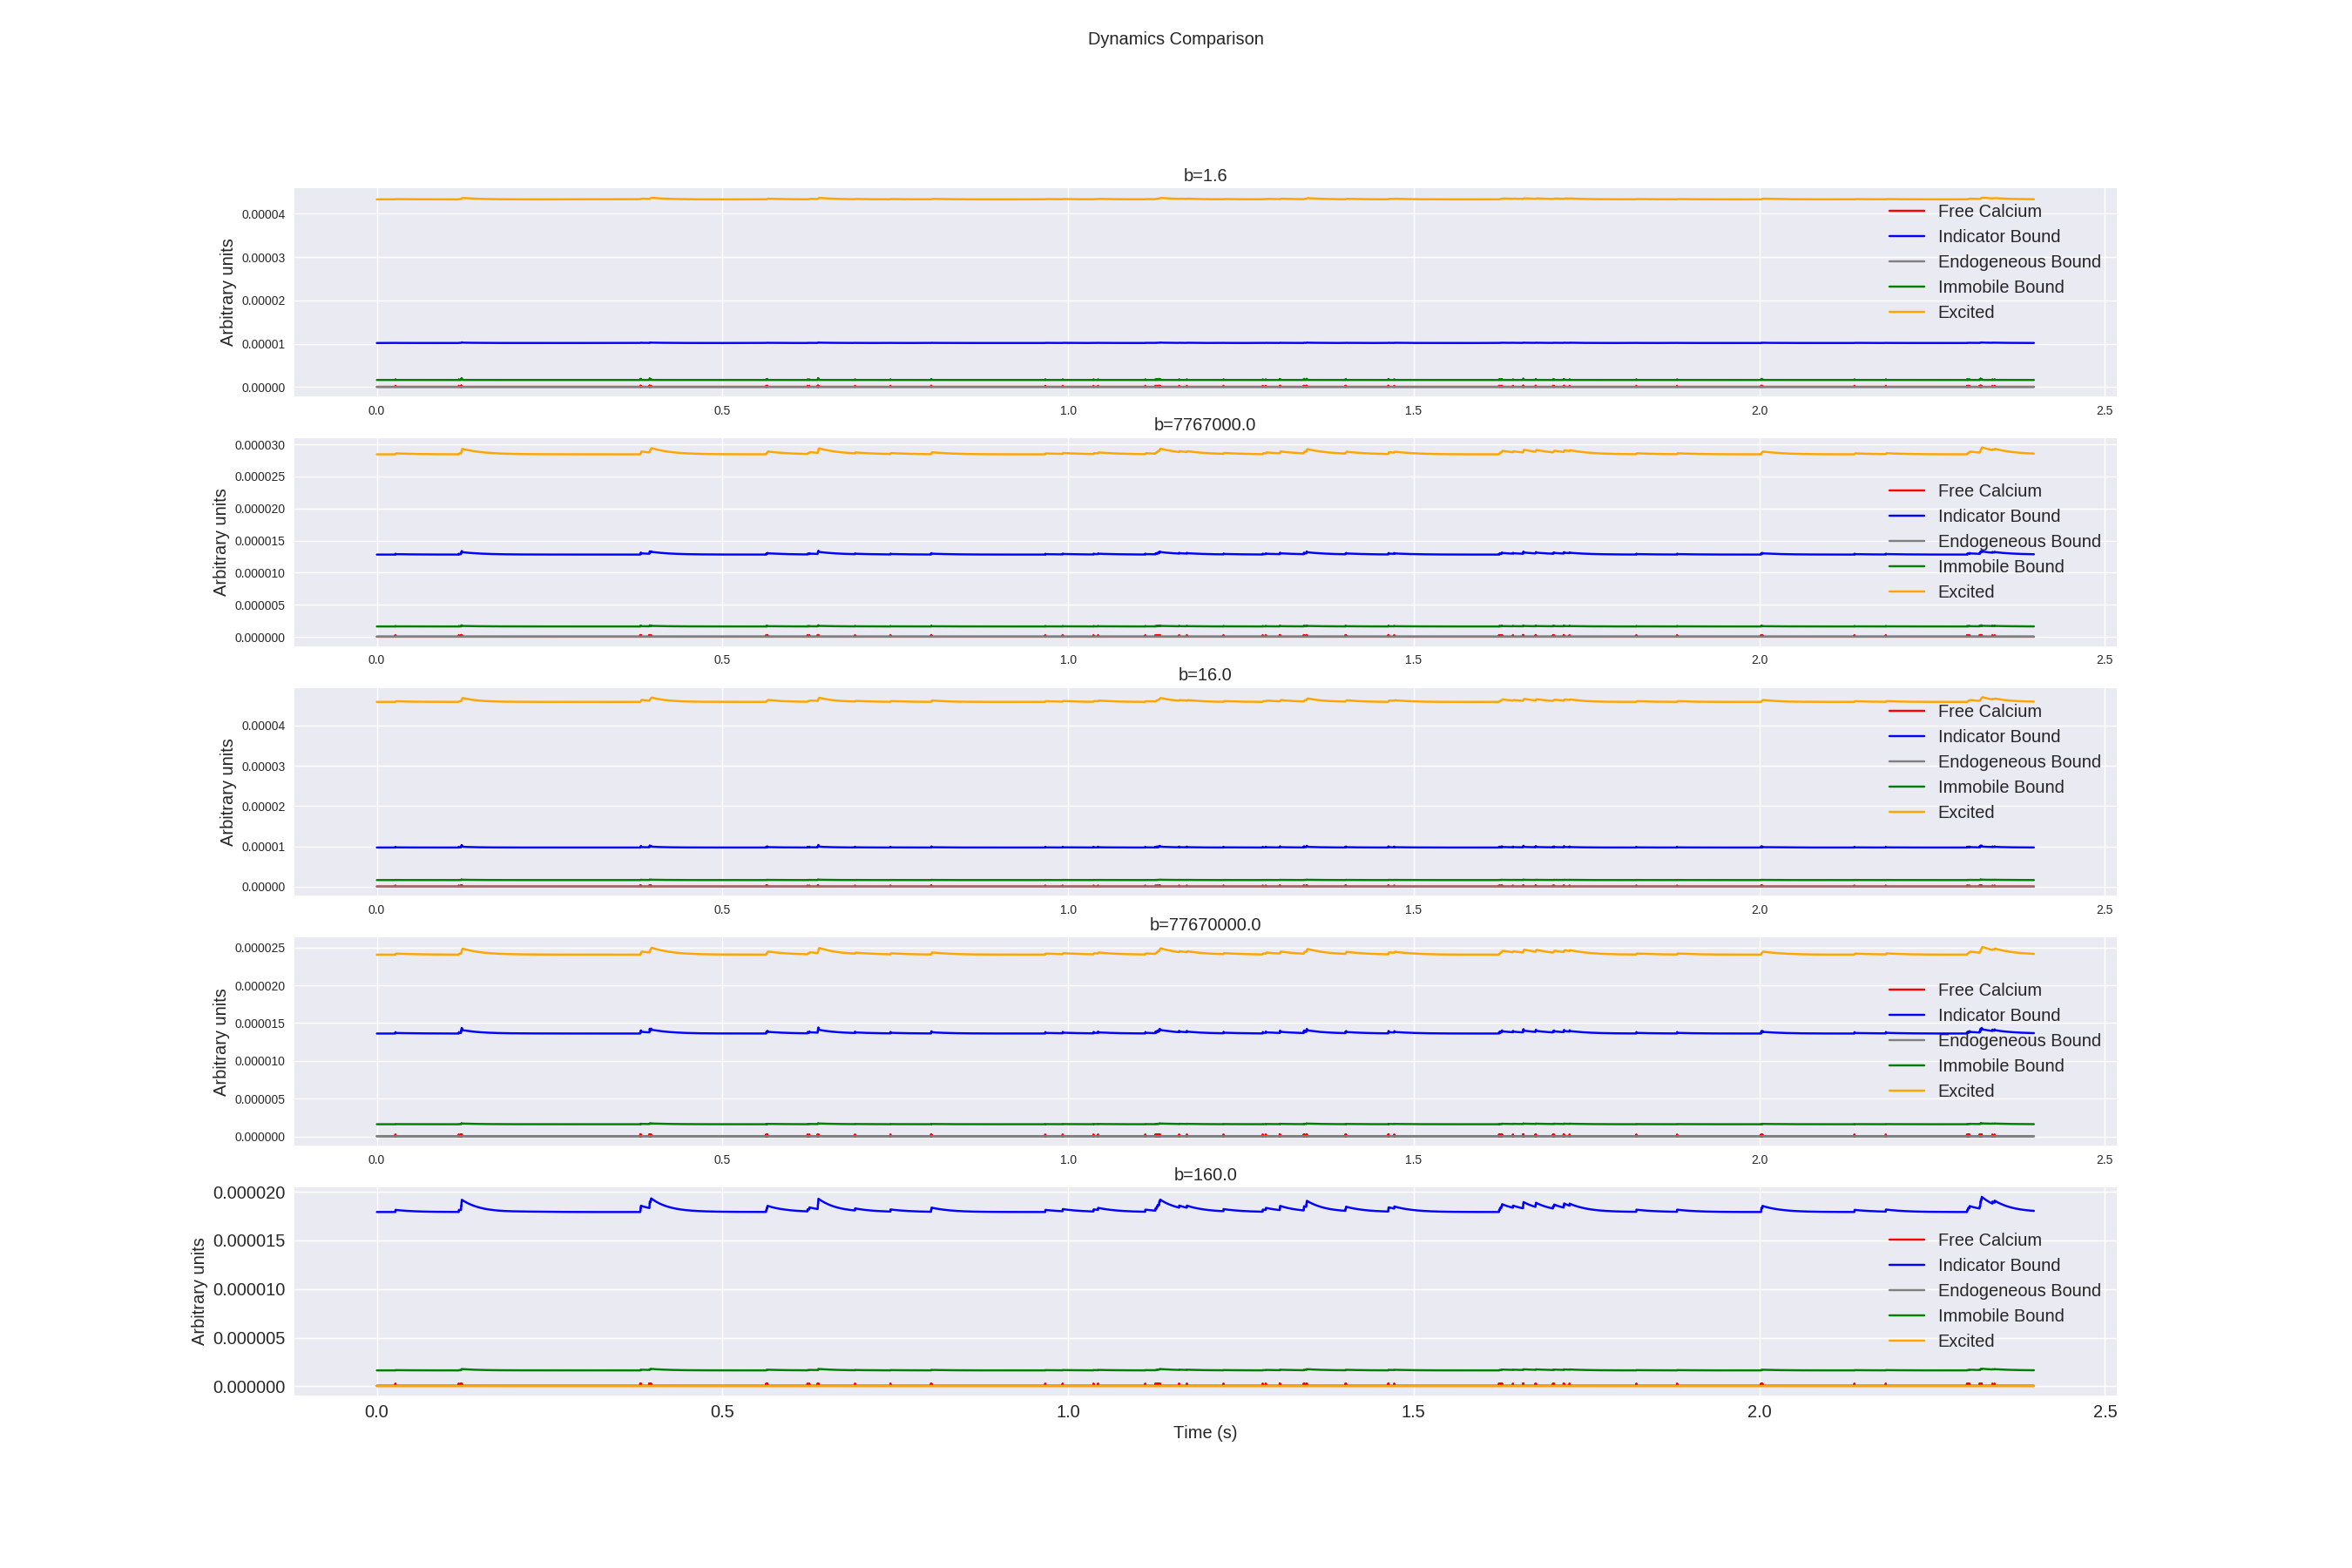 Dynamics Comparison
b=1.6
Arbitrary units
0.00004
0.00003
0.00002
0.00001
0.00000
Free Calcium
Indicator Bound
Endogeneous Bound
Immobile Bound
Excited
0.0 0.5 1.0 1.5 2.0 2.5
b=7767000.0
Arbitrary units
0.000030
0.000025
0.000020
0.000015
0.000010
0.000005
0.000000
Free Calcium
Indicator Bound
Endogeneous Bound
Immobile Bound
Excited
0.0 0.5 1.0 1.5 2.0 2.5
b=16.0
Arbitrary units
0.00004
0.00003
0.00002
0.00001
0.00000
Free Calcium
Indicator Bound
Endogeneous Bound
Immobile Bound
Excited
0.0 0.5 1.0 1.5 2.0 2.5
b=77670000.0
Arbitrary units
0.000025
0.000020
0.000015
0.000010
0.000005
0.000000
Free Calcium
Indicator Bound
Endogeneous Bound
Immobile Bound
Excited
0.0 0.5 1.0 1.5 2.0 2.5
b=160.0
Arbitrary units
0.000020
0.000015
0.000010
0.000005
0.000000
Free Calcium
Indicator Bound
Endogeneous Bound
Immobile Bound
Excited
0.0 0.5 1.0 1.5 2.0 2.5
Time (s)